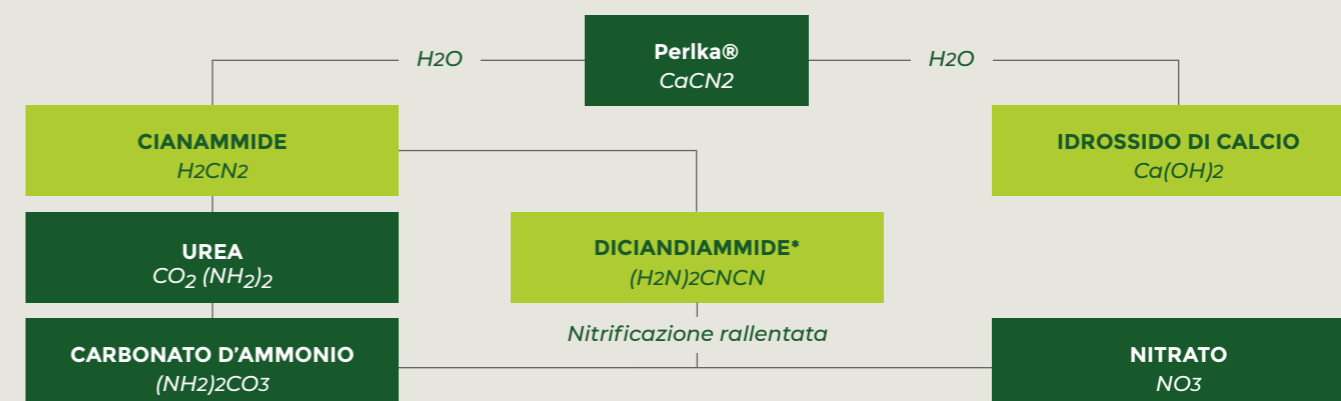 H2O
Perlka®
CaCN2
H2O
CIANAMMIDE
H2CN2
IDROSSIDO DI CALCIO
Ca(OH)2
UREA
CO2 (NH2)2
DICIANDIAMMIDE*
(H2N)2CNCN
Nitrificazione rallentata
CARBONATO D’AMMONIO
(NH2)2CO3
NITRATO
NO3